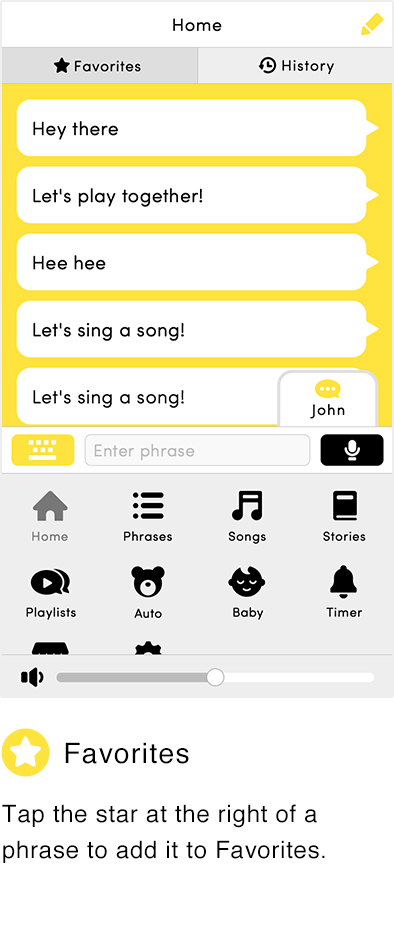 Home
Favorites
History
Hey there
Let's play together!
Hee hee
Let's sing a song!
Let's sing a song!
John
Enter phrase
Home
Phrases
Songs
Stories
Playlists
Auto
Baby
Timer
Favorites
Tap the star at the right of a
phrase to add it to Favorites.